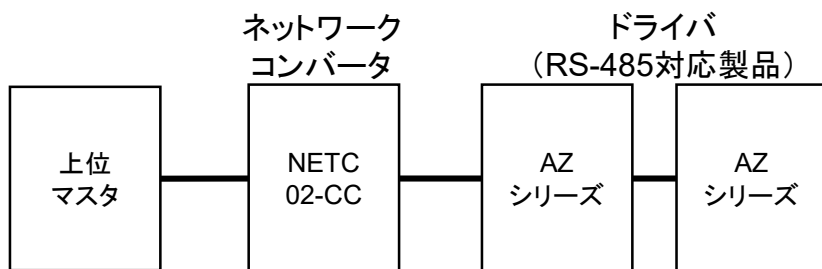 ネットワーク
コンバータ
ドライバ
（RS-485対応製品）
上位
マスタ
NETC
02-CC
AZ
シリーズ
AZ
シリーズ